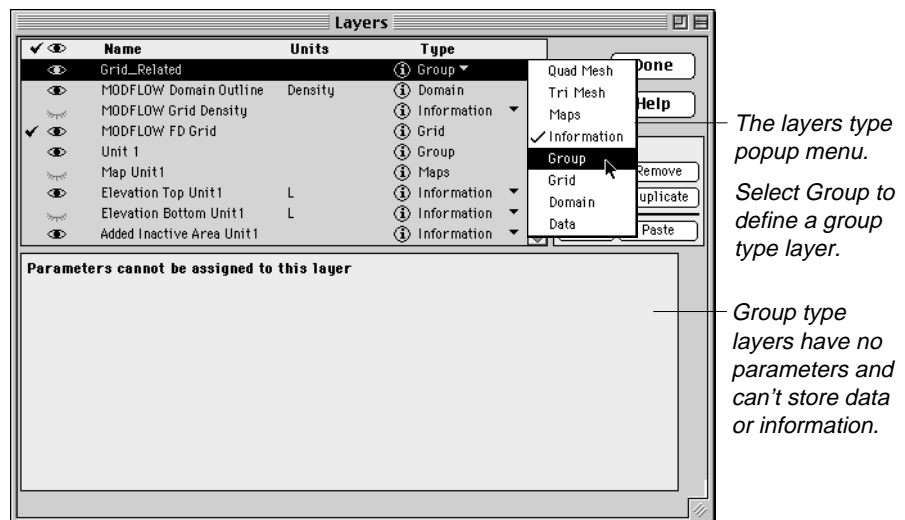 Layers
Name Units Type
Grid_Related Group
MODFLOW Domain Outline Density Domain
MODFLOW Grid Density Information
MODFLOW FD Grid Grid
Unit 1 Group
Map Unit1 Maps
Elevation Top Unit1 L Information
Elevation Bottom Unit1 L Information
Added Inactive Area Unit1 Information
Quad Mesh
Tri Mesh
Maps
✓Information
Group
Grid
Domain
Data
Done
Help
Remove
uplicate
Paste
Parameters cannot be assigned to this layer
The layers type
popup menu.
Select Group to
define a group
type layer.
Group type
layers have no
parameters and
can't store data
or information.